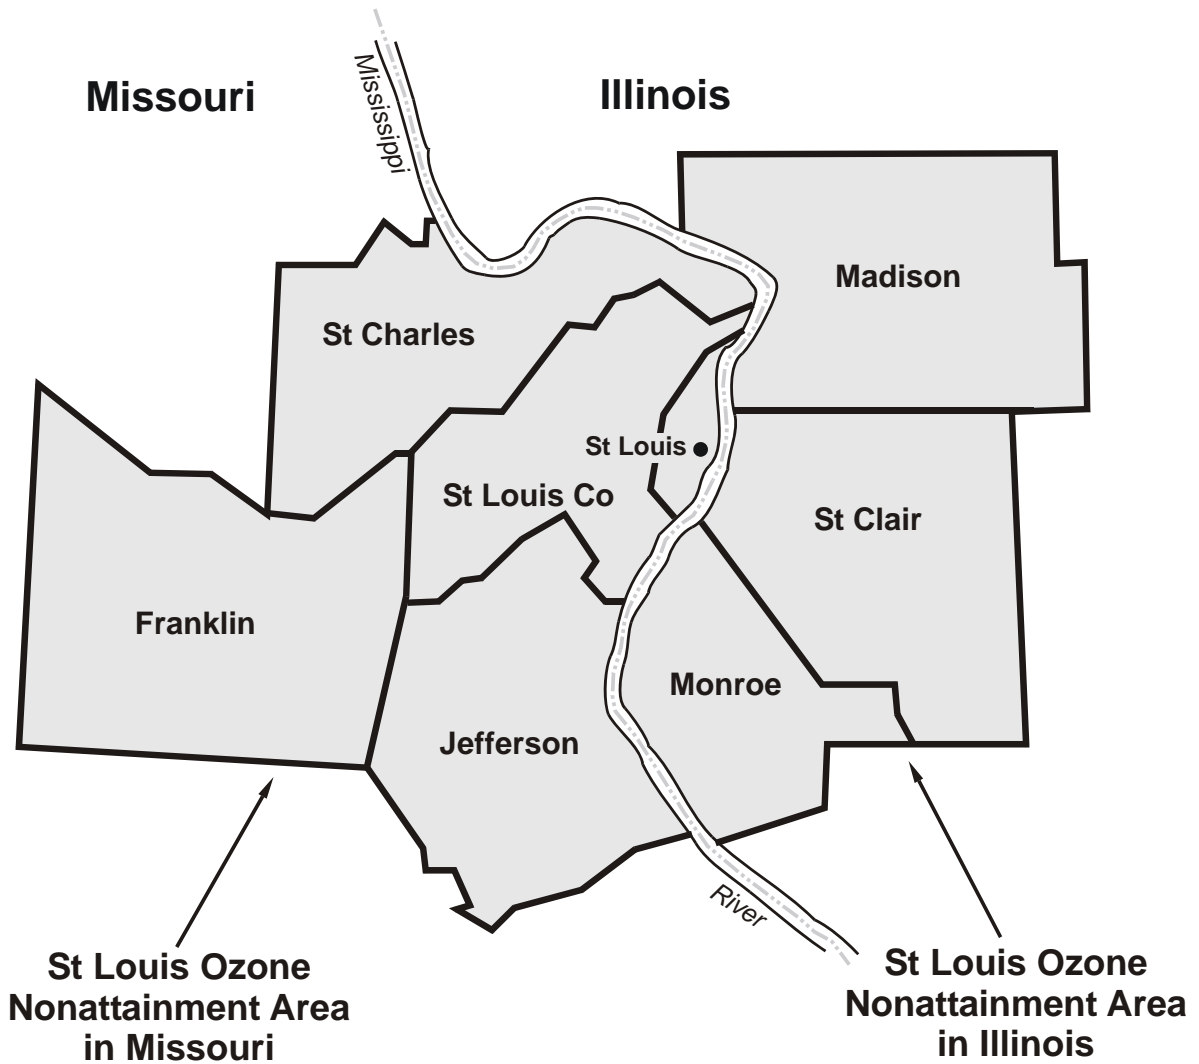 Missouri
Illinois
Mississippi
Madison
St Charles
St Louis
St Louis Co
St Clair
Franklin
Monroe
Jefferson
River
St Louis Ozone
Nonattainment Area
in Missouri
St Louis Ozone
Nonattainment Area
in Illinois